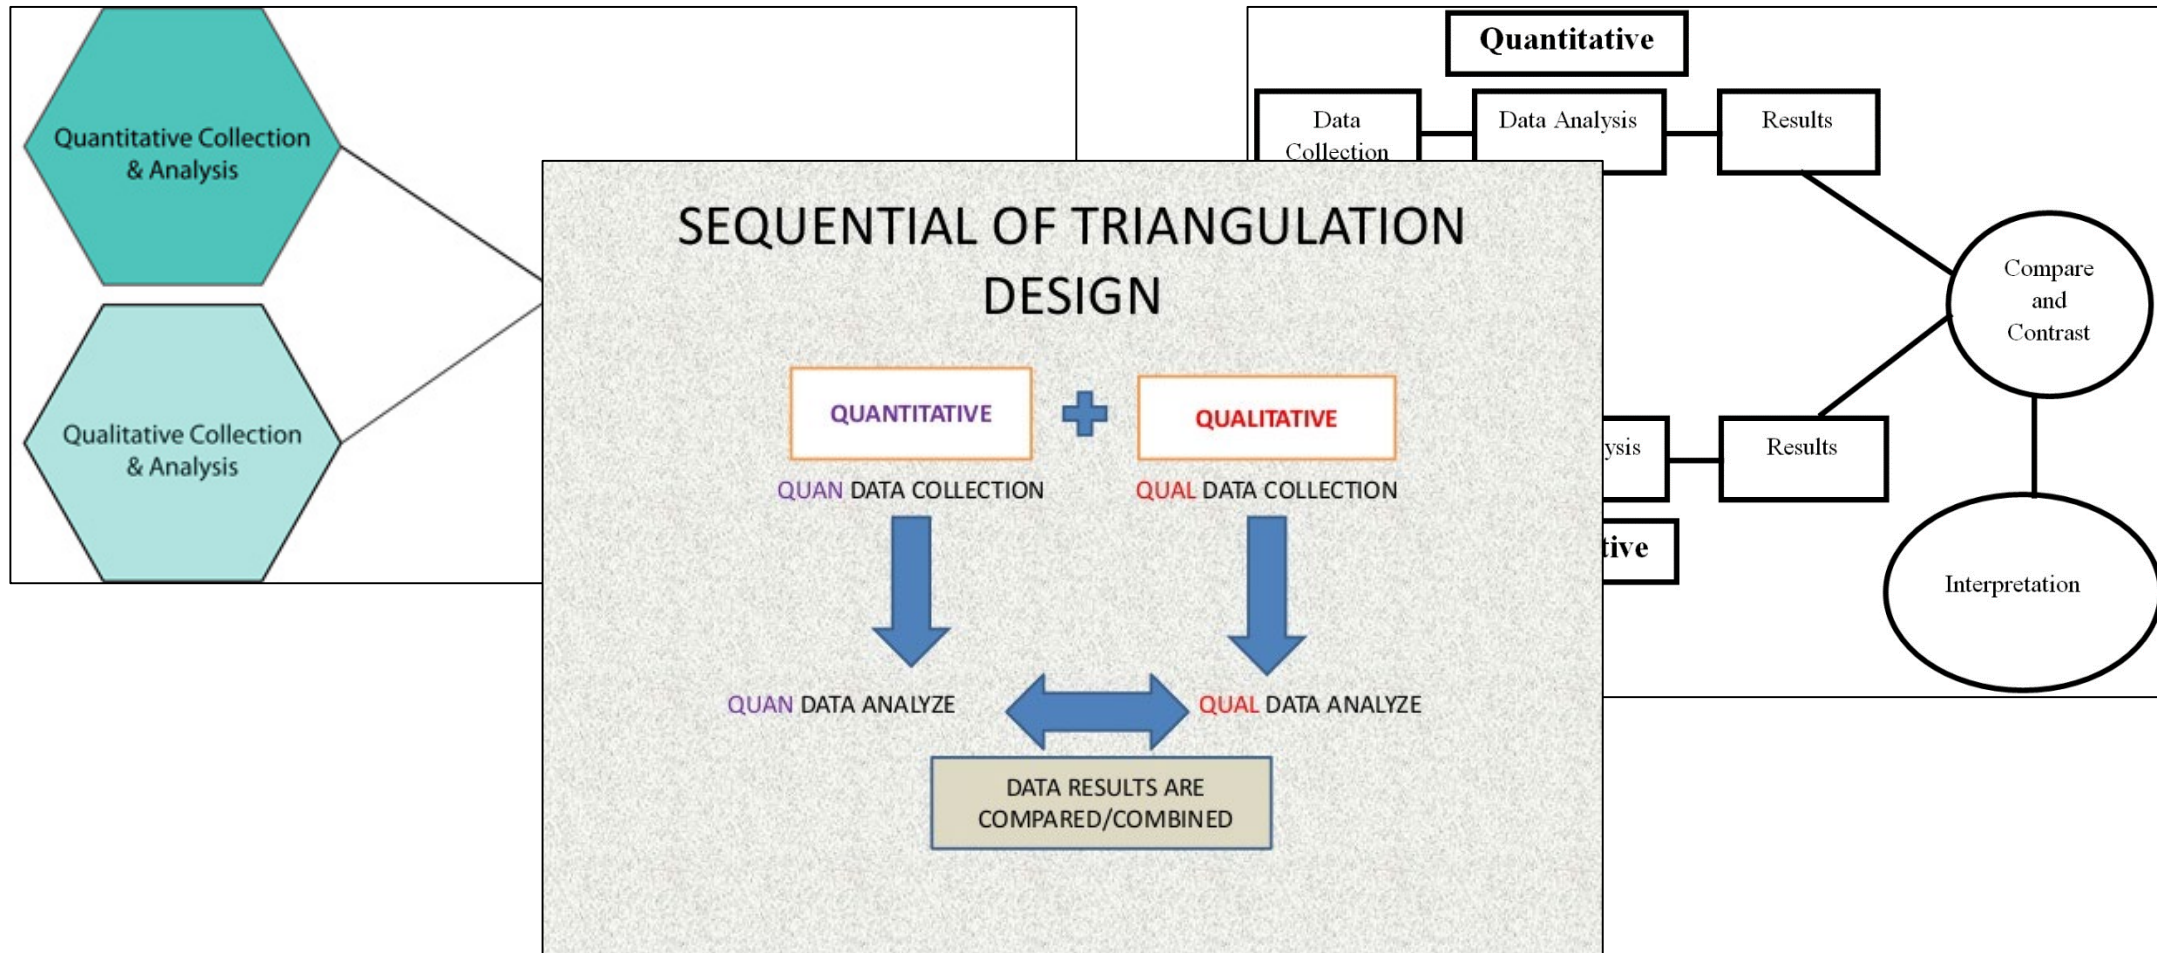 Quantitative Collection
& Analysis
Qualitative Collection
& Analysis
SEQUENTIAL OF TRIANGULATION
DESIGN
QUANTITATIVE
QUALITATIVE
QUAN DATA COLLECTION
QUAL DATA COLLECTION
QUAN DATA ANALYZE
QUAL DATA ANALYZE
DATA RESULTS ARE
COMPARED/COMBINED
Quantitative
Data
Collection
Data Analysis
Results
Compare
and
Contrast
ysis
Results
tive
Interpretation